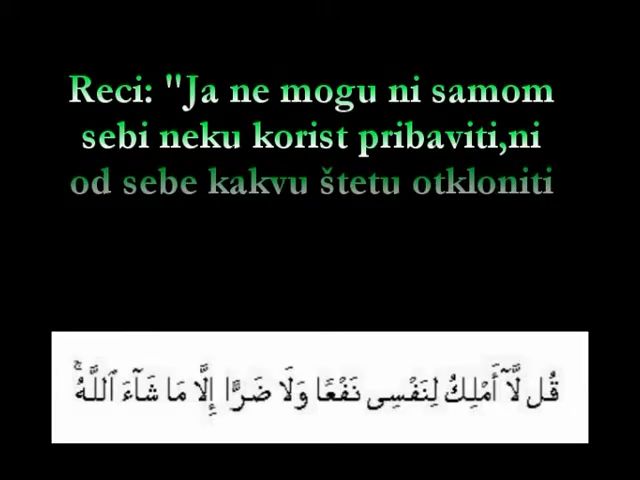 Reci: "Ja ne mogu ni samom
sebi neku korist pribaviti,ni
od sebe kakvu štetu otkloniti
قُل لَّآ أَمْلِكُ لِنَفْسِى نَفْعًا وَلَا ضَرًّا إِلَّا مَا شَآءَ ٱللَّهُ ۚ